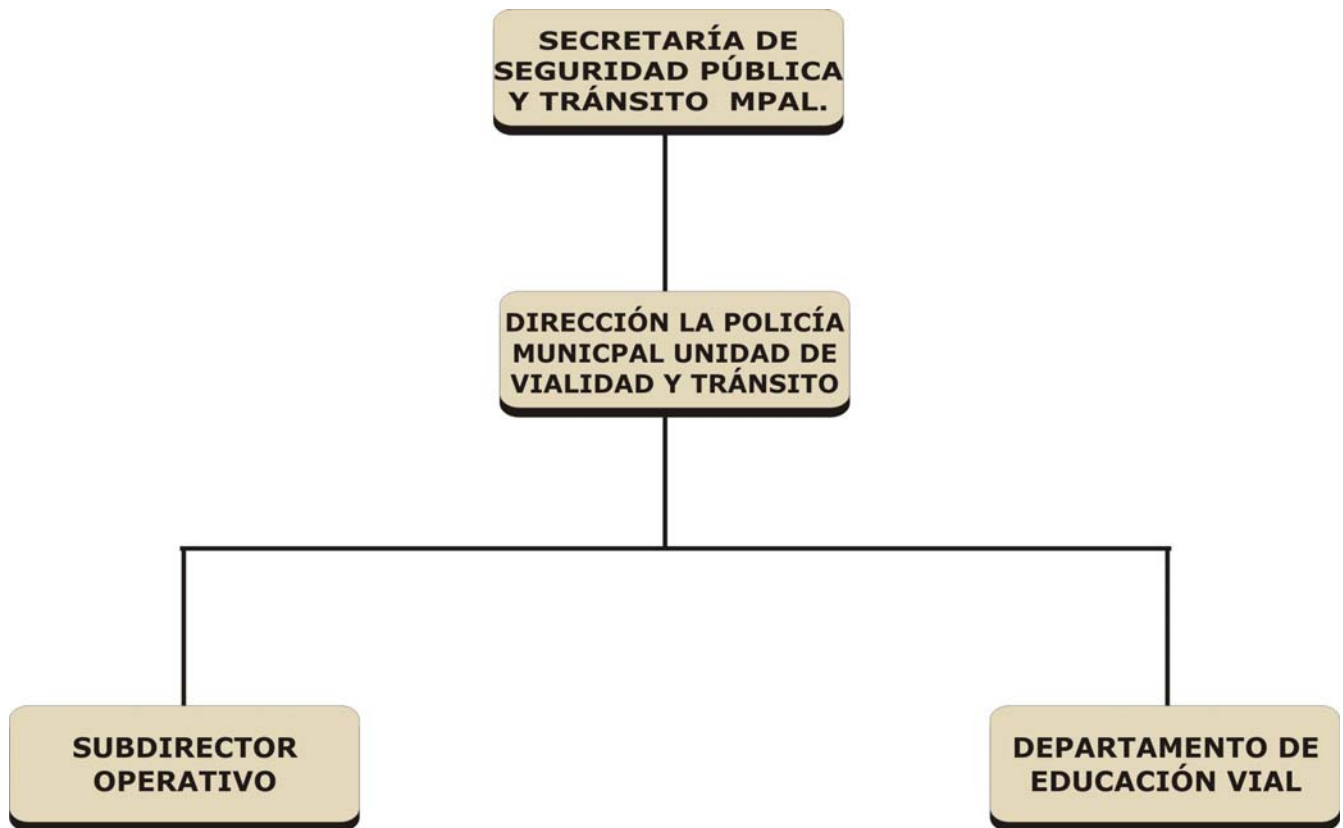 SECRETARÍA DE
SEGURIDAD PÚBLICA
Y TRÁNSITO MPAL.
DIRECCIÓN LA POLICÍA
MUNICPAL UNIDAD DE
VIALIDAD Y TRÁNSITO
SUBDIRECTOR
OPERATIVO
DEPARTAMENTO DE
EDUCACIÓN VIAL